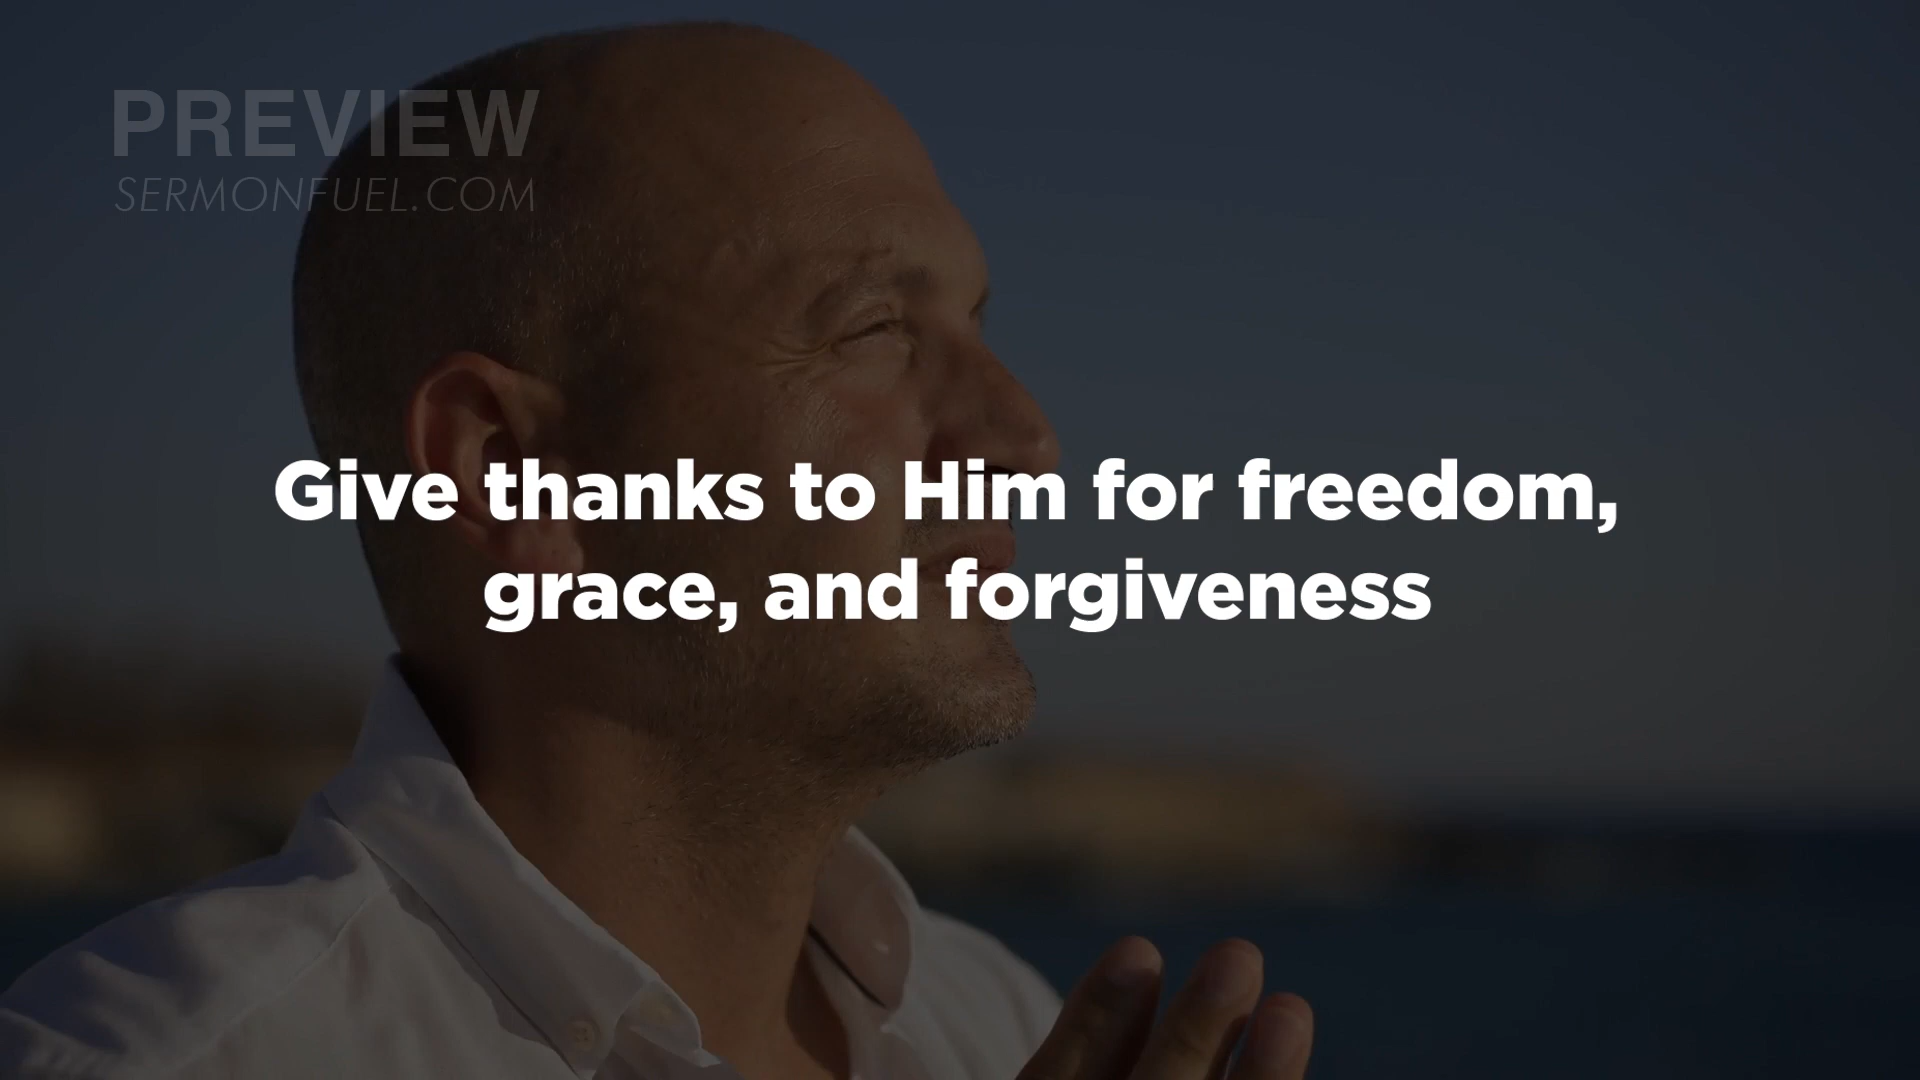 PREVIEW
SERMONFUEL.COM
Give thanks to Him for freedom,
grace, and forgiveness